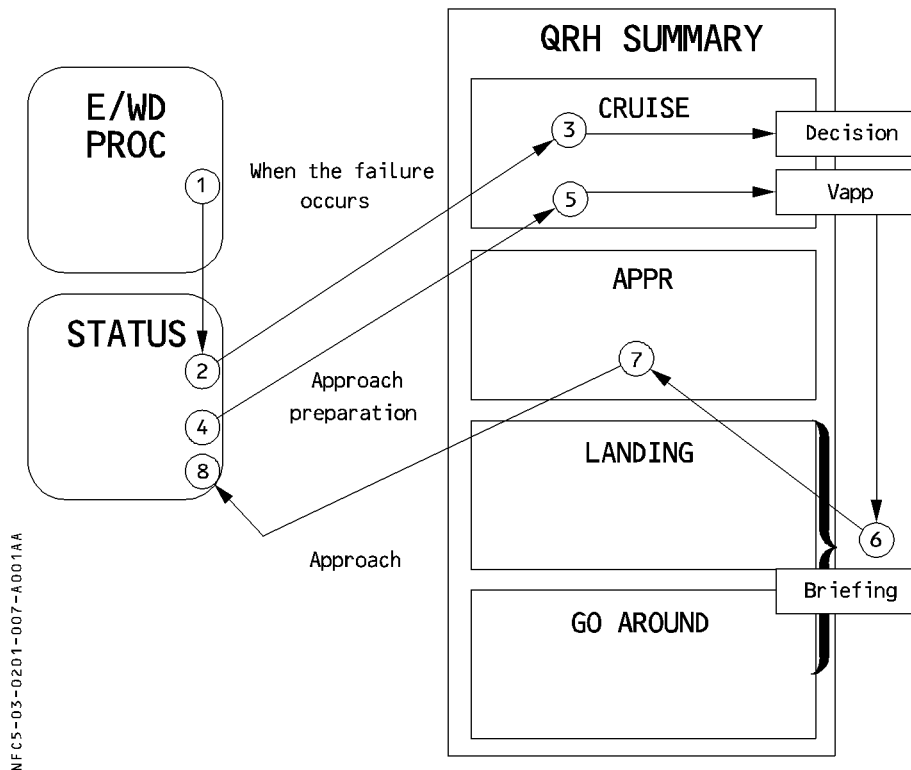 QRH SUMMARY
E/WD
PROC
1
When the failure
occurs
CRUISE
3
Decision
5
Vapp
STATUS
2
4
8
Approach
preparation
APPR
7
LANDING
6
Approach
Briefing
GO AROUND
NFC5-03-0201-007-A001AA